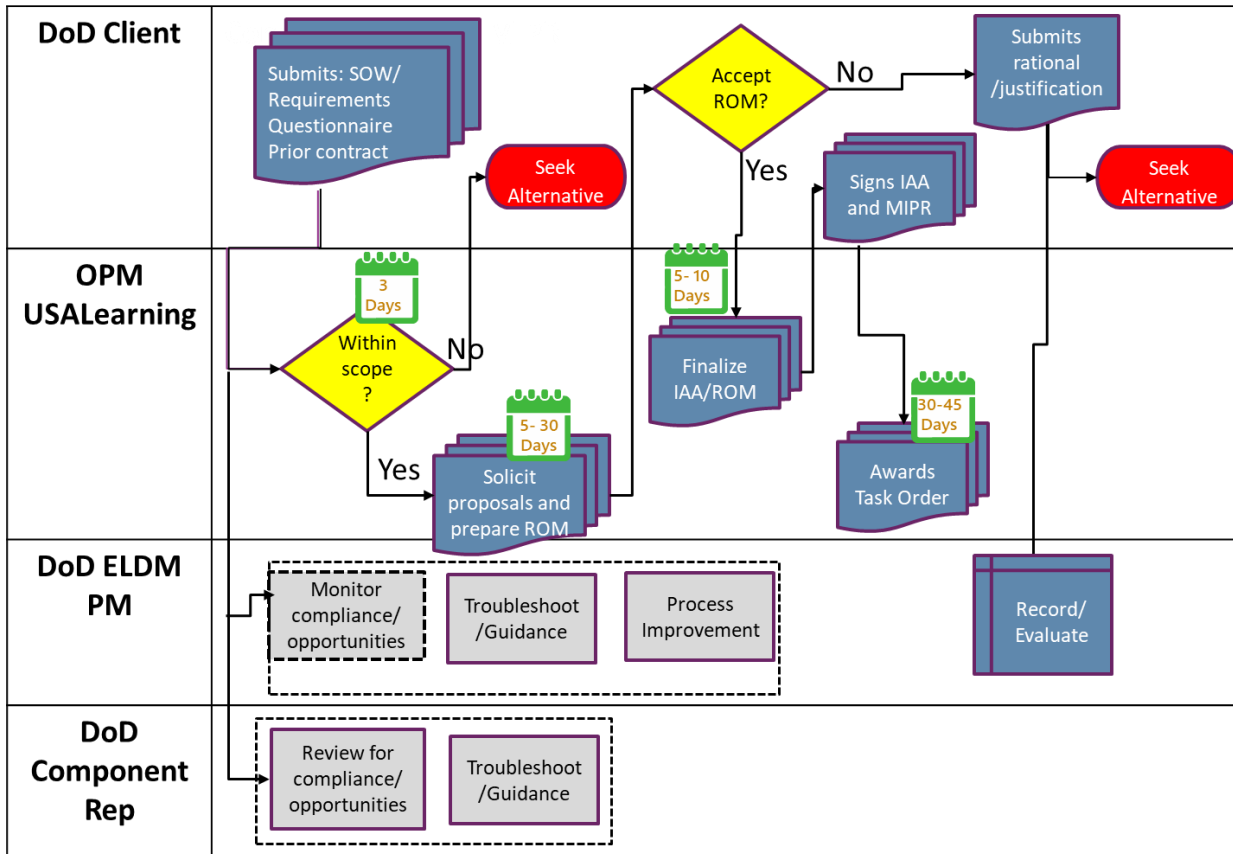 DoD Client
Submits: SOW/
Requirements
Questionnaire
Prior contract
Seek
Alternative
Accept
ROM?
No
Yes
Submits
rational
/justification
Signs IAA
and MIPR
Seek
Alternative
OPM
USALearning
3
Days
Within
scope
?
No
Yes
5- 30
Days
Solicit
proposals and
prepare ROM
5- 10
Days
Finalize
IAA/ROM
30-45
Days
Awards
Task Order
DoD ELDM
PM
Monitor
compliance/
opportunities
Troubleshoot
/Guidance
Process
Improvement
Record/
Evaluate
DoD
Component
Rep
Review for
compliance/
opportunities
Troubleshoot
/Guidance